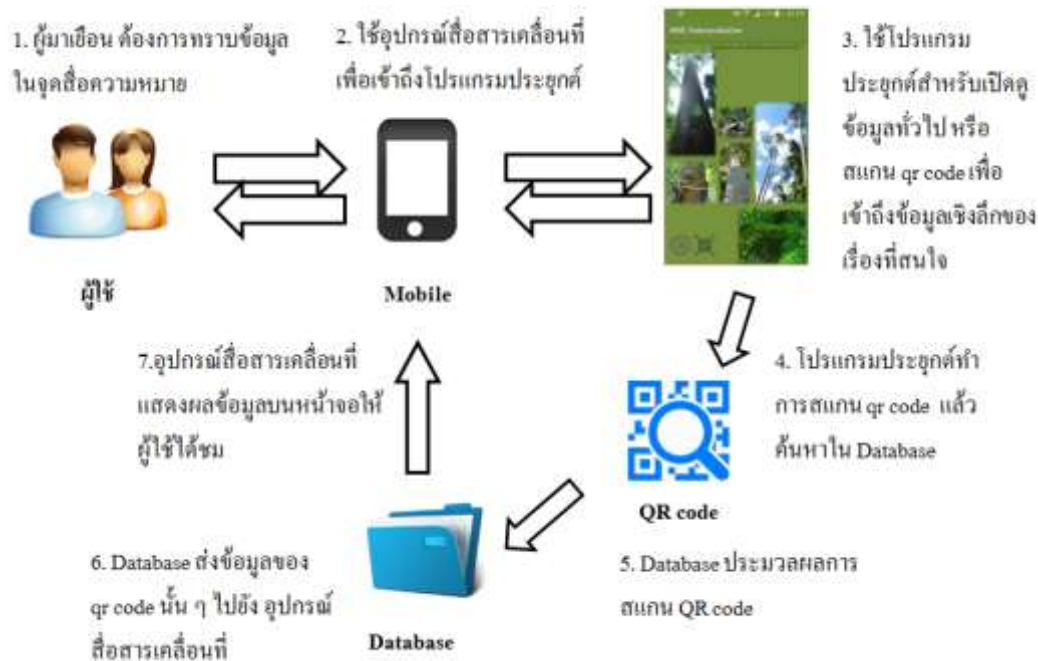 1. ผู้มาเยือน ต้องการทราบข้อมูล
ในจุดสื่อความหมาย
2. ใช้อุปกรณ์สื่อสารเคลื่อนที่
เพื่อเข้าถึงโปรแกรมประยุกต์
3. ใช้โปรแกรม
ประยุกต์สำหรับเปิดดู
ข้อมูลทั่วไป หรือ
สแกน qr code เพื่อ
เข้าถึงข้อมูลเชิงลึกของ
เรื่องที่สนใจ
ผู้ใช้
Mobile
7.อุปกรณ์สื่อสารเคลื่อนที่
แสดงผลข้อมูลบนหน้าจอให้
ผู้ใช้ได้ชม
4. โปรแกรมประยุกต์ทำ
การสแกน qr code แล้ว
ค้นหาใน Database
QR code
6. Database ส่งข้อมูลของ
qr code นั้น ๆ ไปยัง อุปกรณ์
สื่อสารเคลื่อนที่
5. Database ประมวลผลการ
สแกน QR code
Database